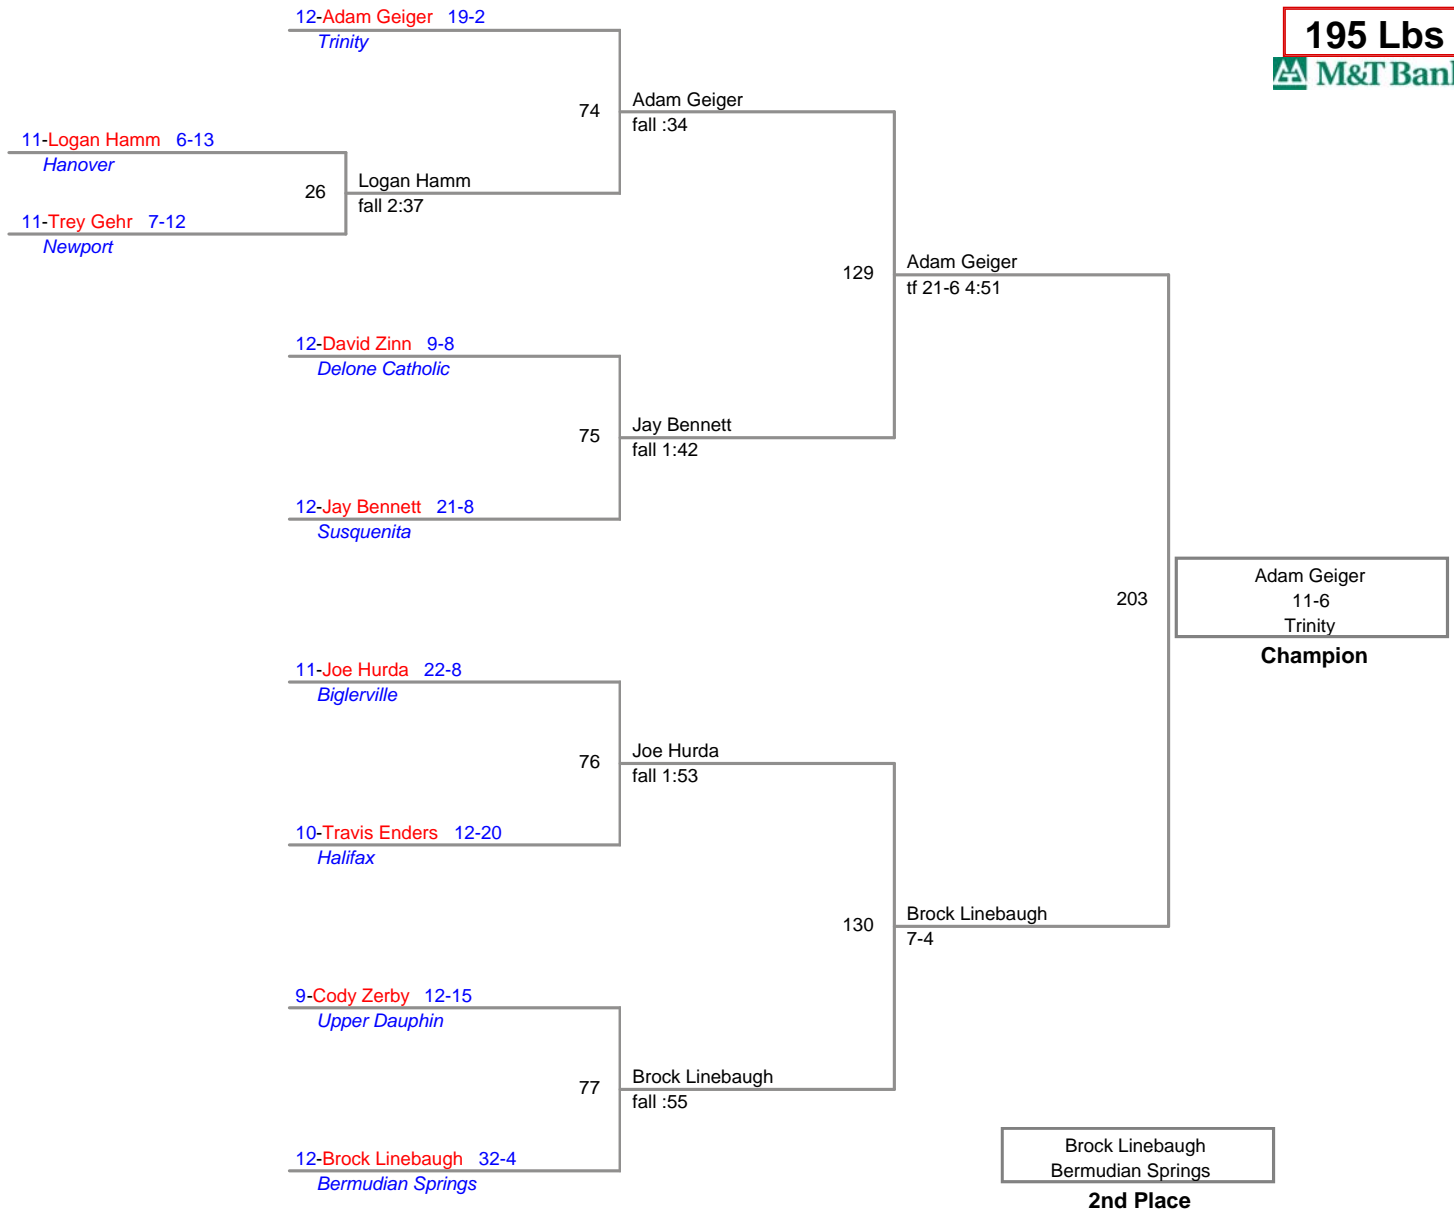 195 Lbs
M&T Bank
12-Adam Geiger 19-2
Trinity
74
Adam Geiger
fall :34
11-Logan Hamm 6-13
Hanover
26
Logan Hamm
fall 2:37
11-Trey Gehr 7-12
Newport
129
Adam Geiger
tf 21-6 4:51
12-David Zinn 9-8
Delone Catholic
75
Jay Bennett
fall 1:42
12-Jay Bennett 21-8
Susquenita
203
Adam Geiger
11-6
Trinity
Champion
11-Joe Hurda 22-8
Biglerville
76
Joe Hurda
fall 1:53
10-Travis Enders 12-20
Halifax
130
Brock Linebaugh
7-4
9-Cody Zerby 12-15
Upper Dauphin
77
Brock Linebaugh
fall :55
12-Brock Linebaugh 32-4
Bermudian Springs
Brock Linebaugh
Bermudian Springs
2nd Place